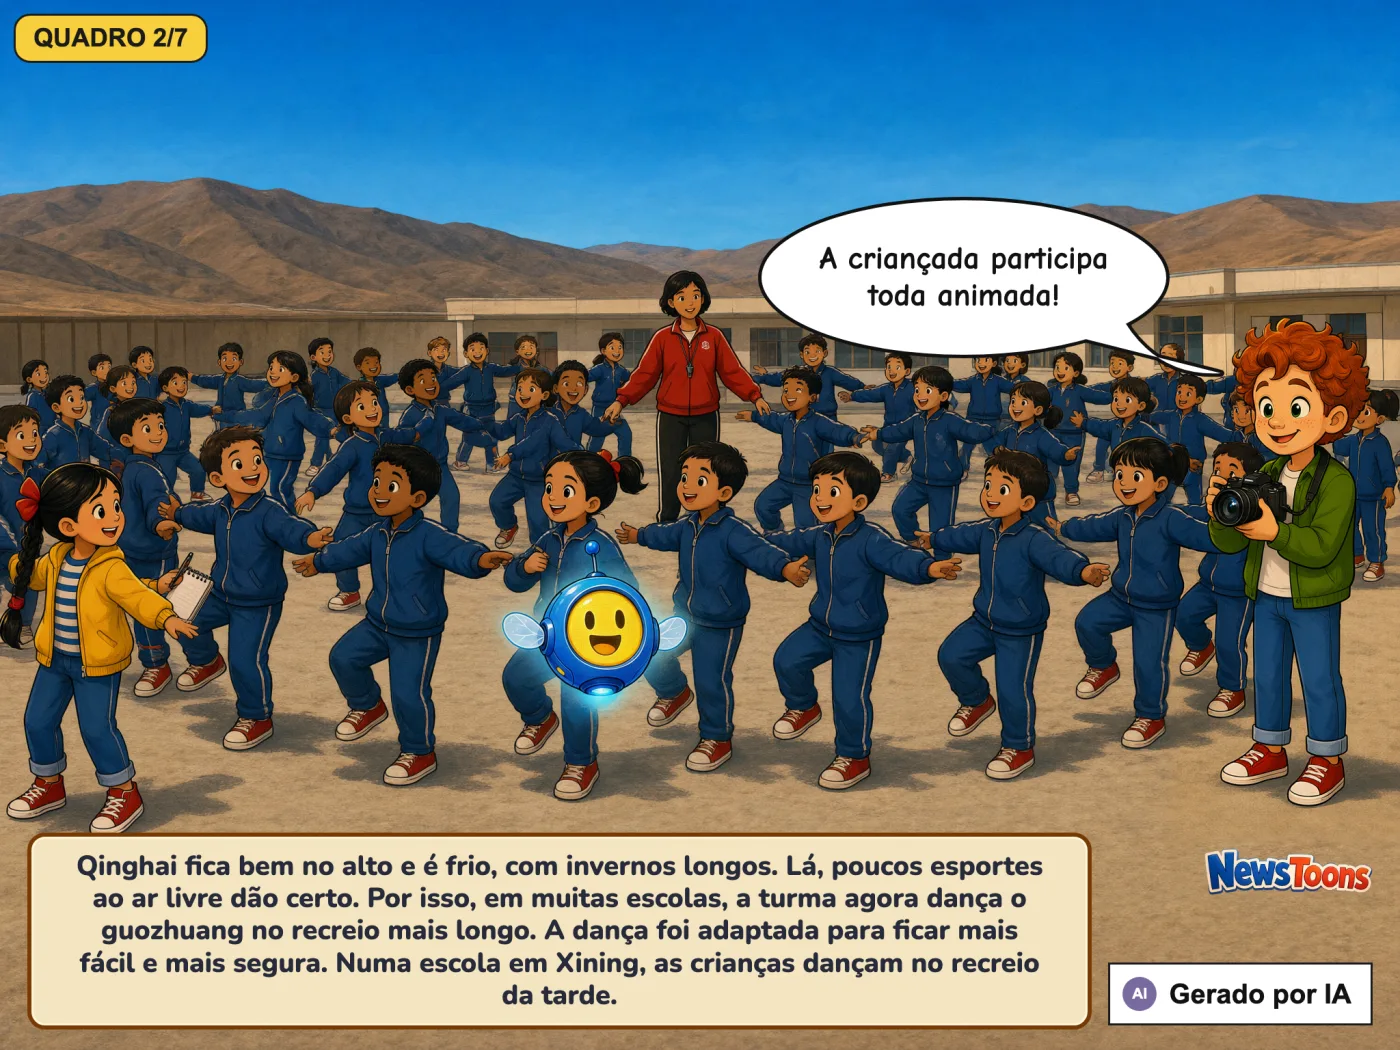 QUADRO 2/7
A criançada participa
toda animada!
Qinghai fica bem no alto e é frio, com invernos longos. Lá, poucos esportes
ao ar livre dão certo. Por isso, em muitas escolas, a turma agora dança o
guozhuang no recreio mais longo. A dança foi adaptada para ficar mais
fácil e mais segura. Numa escola em Xining, as crianças dançam no recreio
da tarde.
NewsToons
AI Gerado por IA